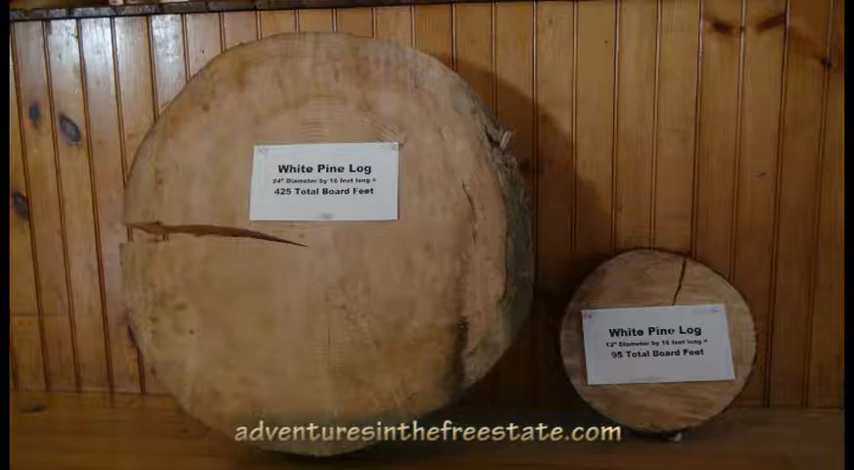 White Pine Log
24" Diameter by 16 feet long =
425 Total Board Feet
White Pine Log
12" Diameter by 16 feet long =
95 Total Board Feet
adventuresinthefreestate.com